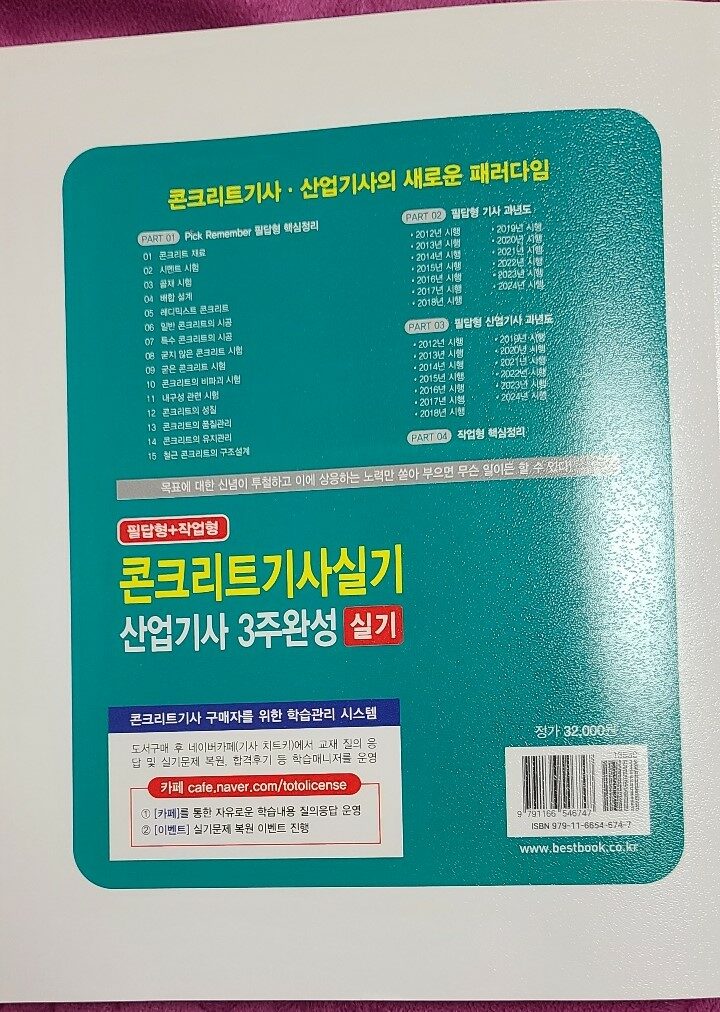 콘크리트기사 · 산업기사의 새로운 패러다임
PART 01 Pick Remember 필답형 핵심정리
01 콘크리트 재료
02 시멘트 시험
03 골재 시험
04 배합 설계
05 레디믹스트 콘크리트
06 일반 콘크리트의 시공
07 특수 콘크리트의 시공
08 굳지 않은 콘크리트 시험
09 굳은 콘크리트 시험
10 콘크리트의 비파괴 시험
11 내구성 관련 시험
12 콘크리트의 성질
13 콘크리트의 품질관리
14 콘크리트의 유지관리
15 철근 콘크리트의 구조설계
PART 02 필답형 기사 과년도
• 2012년 시행
• 2013년 시행
• 2014년 시행
• 2015년 시행
• 2016년 시행
• 2017년 시행
• 2018년 시행
• 2019년 시행
• 2020년 시행
• 2021년 시행
• 2022년 시행
• 2023년 시행
• 2024년 시행
PART 03 필답형 산업기사 과년도
• 2012년 시행
• 2013년 시행
• 2014년 시행
• 2015년 시행
• 2016년 시행
• 2017년 시행
• 2018년 시행
• 2019년 시행
• 2020년 시행
• 2021년 시행
• 2022년 시행
• 2023년 시행
• 2024년 시행
PART 04 작업형 핵심정리
목표에 대한 신념이 투철하고 이에 상응하는 노력만 쏟아 부으면 무슨 일이든 할 수 있다!
필답형+작업형
콘크리트기사실기
산업기사 3주완성 실기
콘크리트기사 구매자를 위한 학습관리 시스템
도서구매 후 네이버카페(기사 치트키)에서 교재 질의 응
답 및 실기문제 복원, 합격후기 등 학습매니저를 운영
카페 cafe.naver.com/totolicense
① [카페]를 통한 자유로운 학습내용 질의응답 운영
② [이벤트] 실기문제 복원 이벤트 진행
정가 32,000원
9 791166 546747
ISBN 979-11-6654-674-7
www.bestbook.co.kr